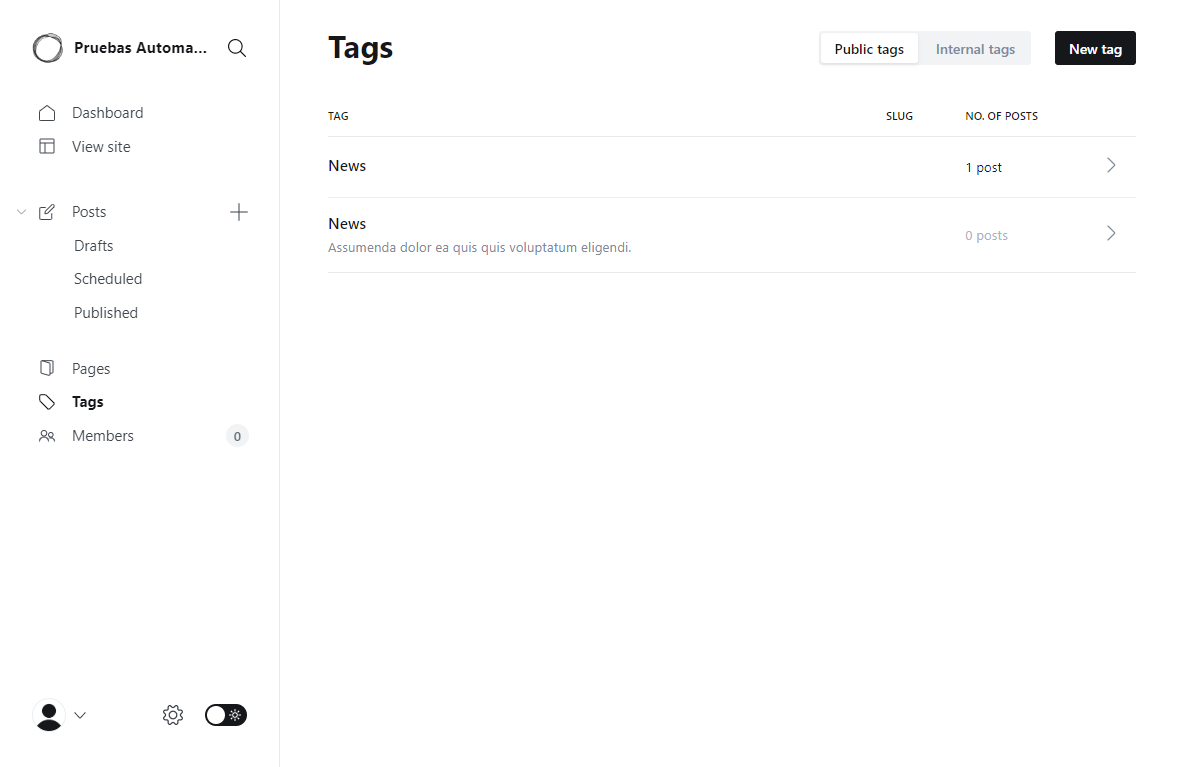 Pruebas Automa...
Dashboard
View site
Posts
Drafts
Scheduled
Published
Pages
Tags
Members 0
Tags
Public tags Internal tags New tag
TAG SLUG NO. OF POSTS
News 1 post
News
Assumenda dolor ea quis quis voluptatum eligendi. 0 posts